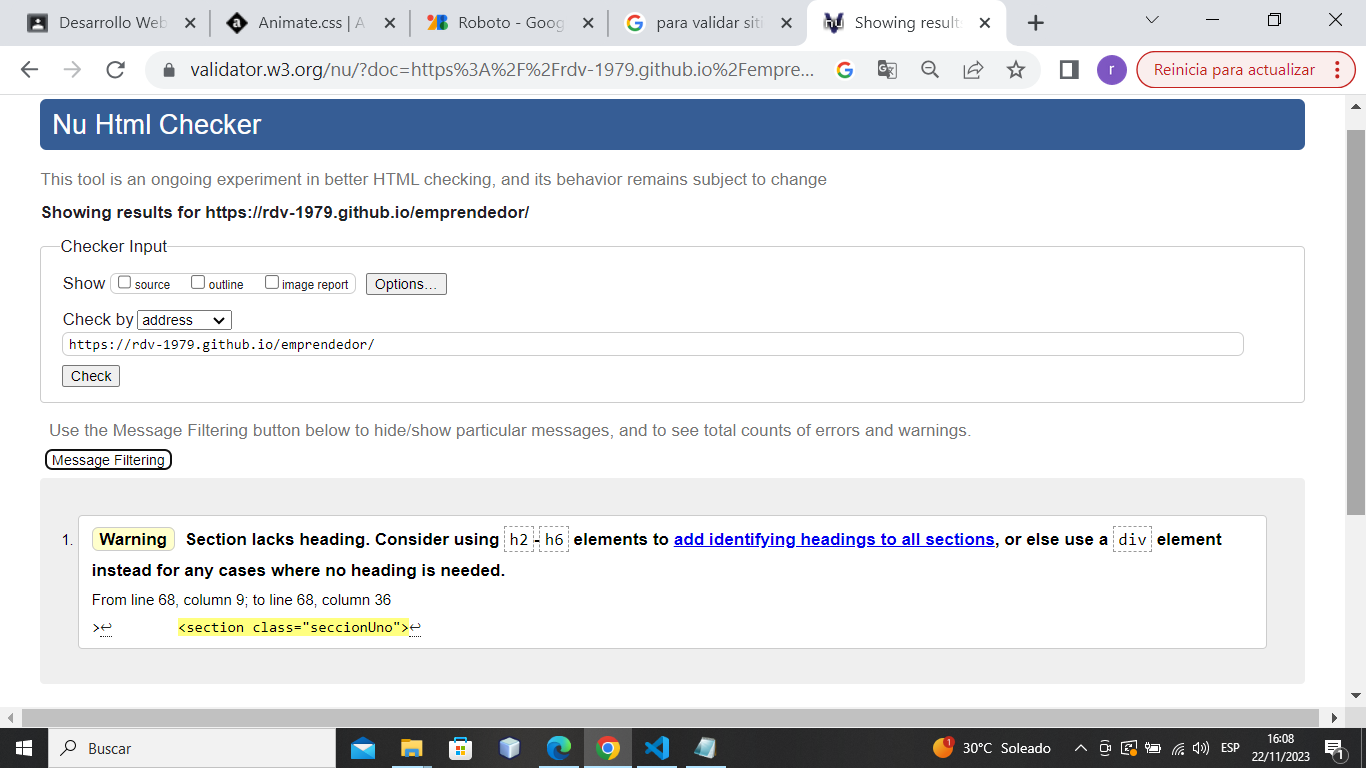 Desarrollo Web
Animate.css | A
Roboto - Goog
para validar siti
Showing results
validator.w3.org/nu/?doc=https%3A%2F%2Frdv-1979.github.io%2Fempre...
r
Reinicia para actualizar
Nu Html Checker
This tool is an ongoing experiment in better HTML checking, and its behavior remains subject to change
Showing results for https://rdv-1979.github.io/emprendedor/
Checker Input
Show source outline image report Options...
Check by address
https://rdv-1979.github.io/emprendedor/
Check
Use the Message Filtering button below to hide/show particular messages, and to see total counts of errors and warnings.
Message Filtering
1. Warning Section lacks heading. Consider using h2-h6 elements to add identifying headings to all sections, or else use a div element
instead for any cases where no heading is needed.
From line 68, column 9; to line 68, column 36
>↩ <section class="seccionUno">↩
Buscar
1
30°C Soleado
ESP
16:08
22/11/2023
1